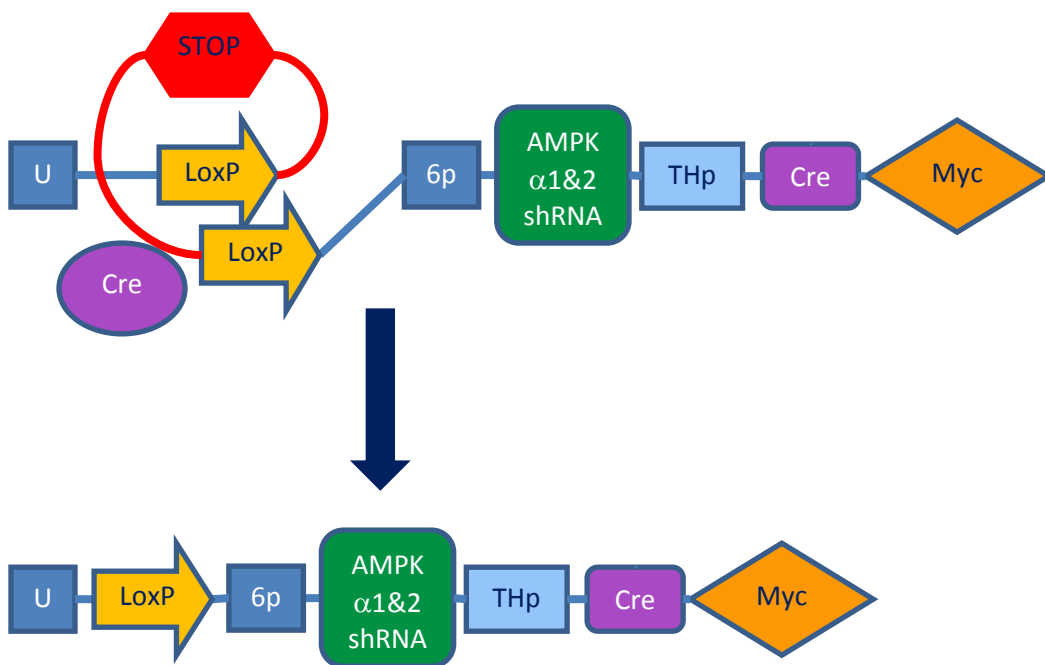 STOP
U
LoxP
6p
AMPK
α1&2
shRNA
THp
Cre
Myc
LoxP
Cre
U
LoxP
6p
AMPK
α1&2
shRNA
THp
Cre
Myc